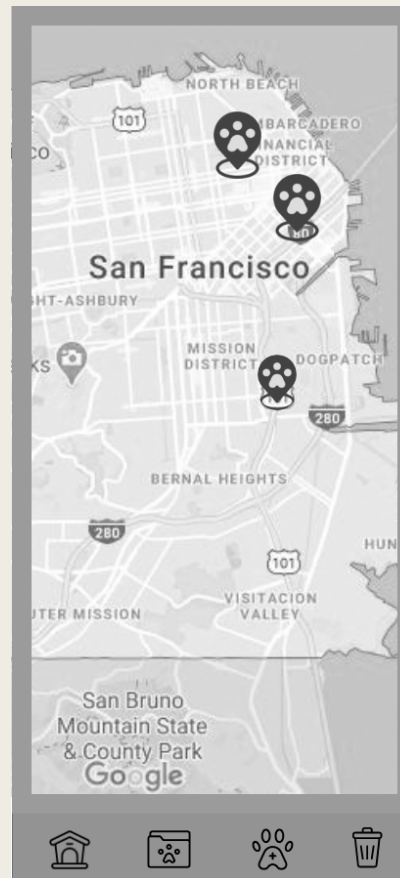 NORTH BEACH
101
MBARCADERO
NANCIAL
DISTRICT
CO
San Francisco
HT-ASHBURY
MISSION
DISTRICT
DOGPATCH
KS
280
BERNAL HEIGHTS
280
101
HUN
VISITACION
VALLEY
UTER MISSION
San Bruno
Mountain State
& County Park
Google